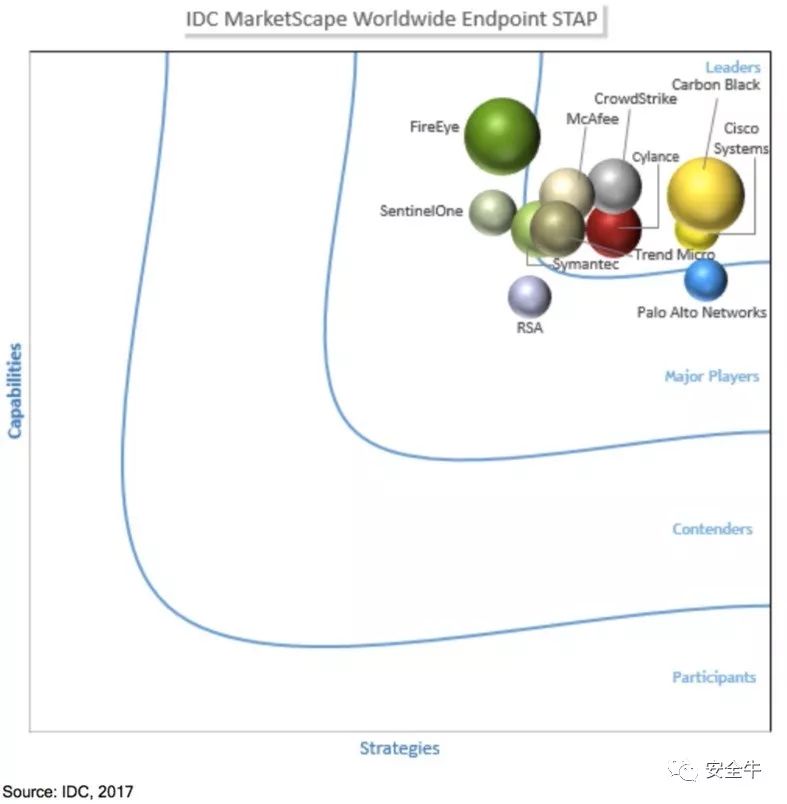 IDC MarketScape Worldwide Endpoint STAP
Leaders
Carbon Black
CrowdStrike
McAfee
FireEye
Cisco
Systems
Cylance
SentinelOne
Trend Micro
Symantec
RSA
Palo Alto Networks
Major Players
Capabilities
Contenders
Participants
Strategies
安全牛
Source: IDC, 2017